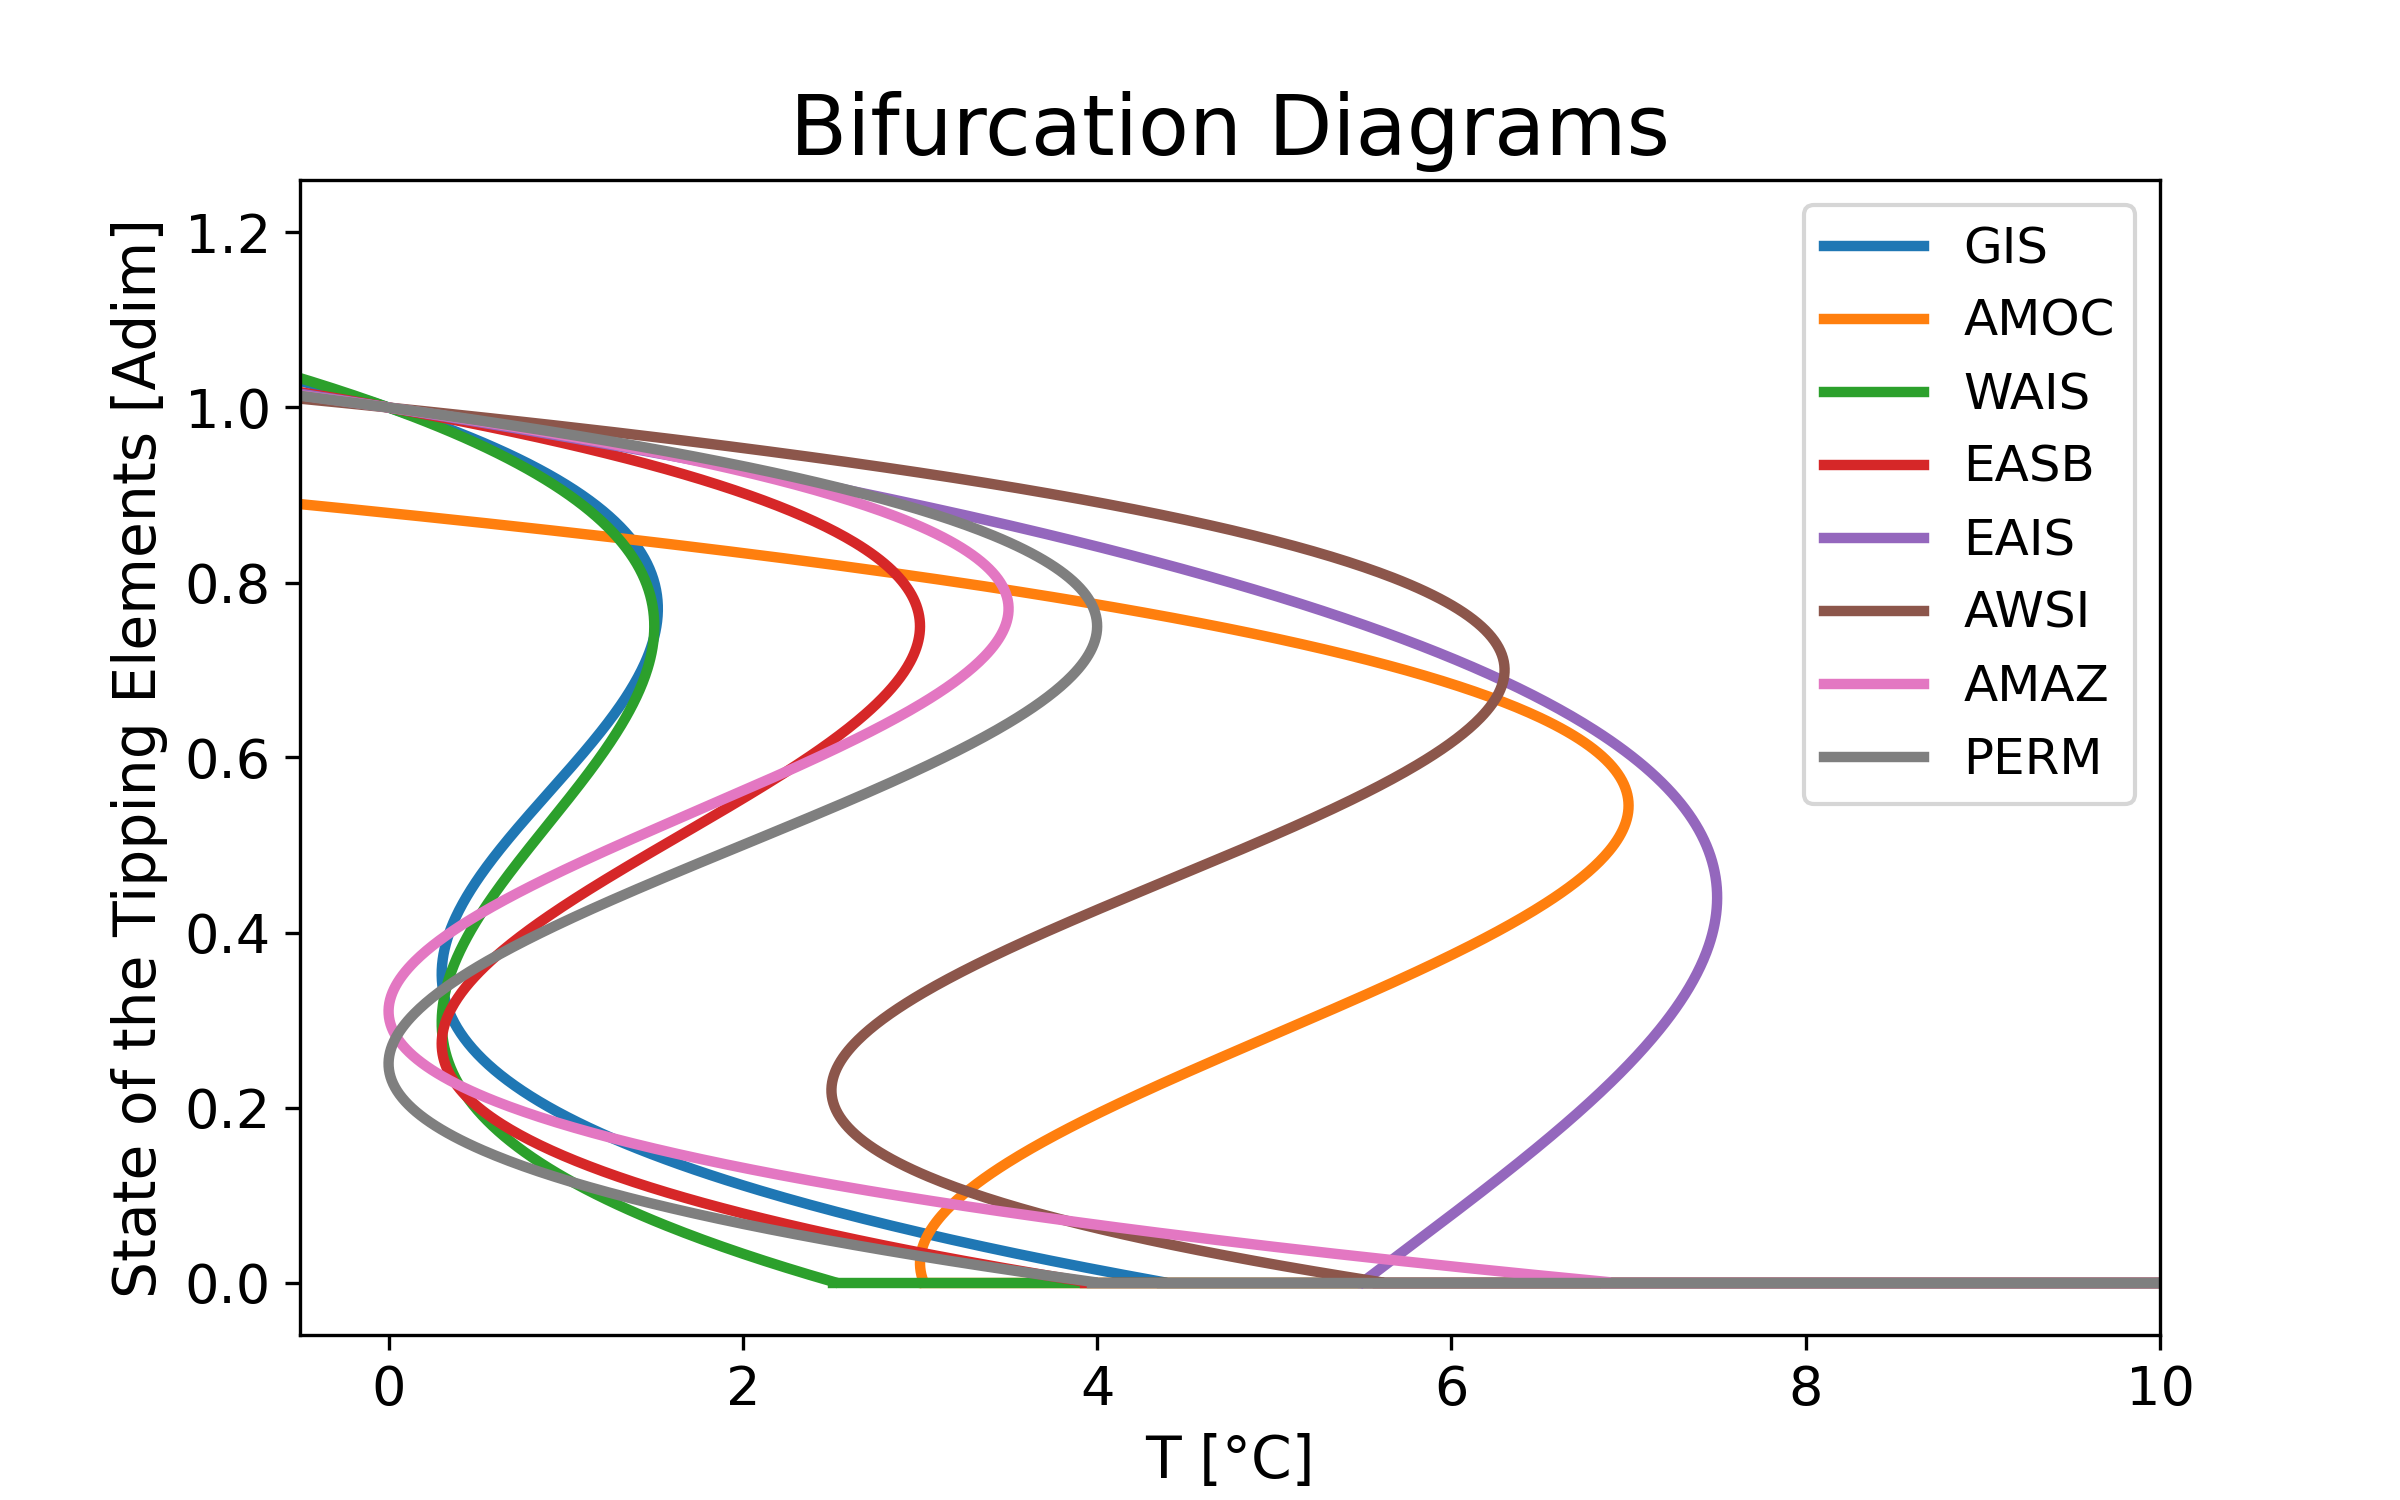 Bifurcation Diagrams
State of the Tipping Elements [Adim]
1.2
1.0
0.8
0.6
0.4
0.2
0.0
GIS
AMOC
WAIS
EASB
EAIS
AWSI
AMAZ
PERM
0 2 4 6 8 10
T [°C]